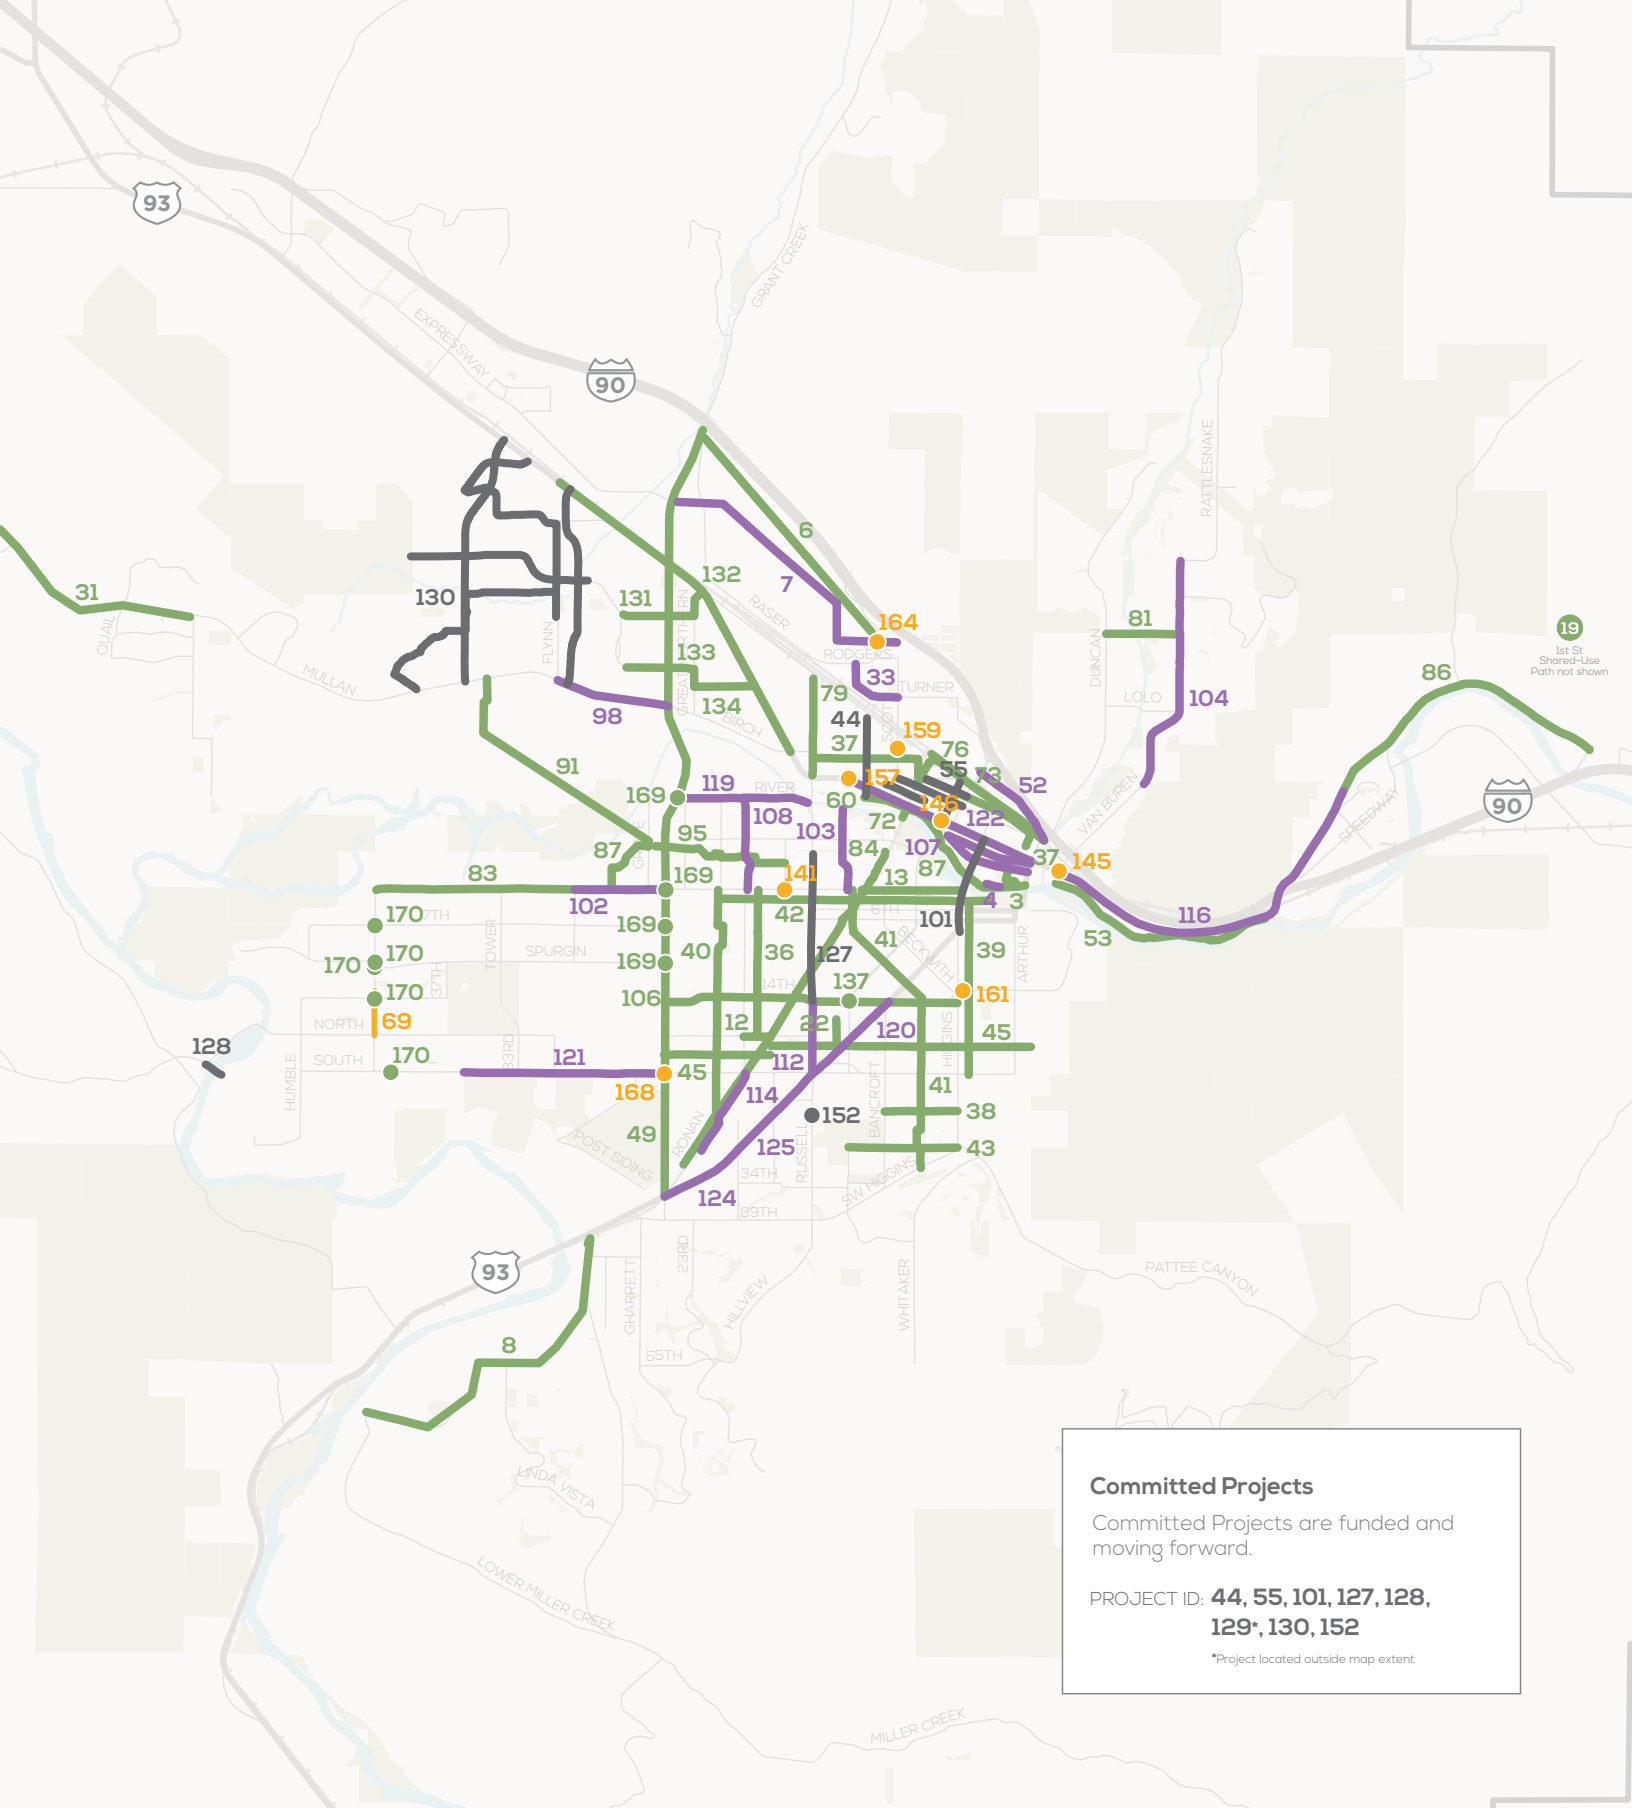 93
GRANT CREEK
EXPRESSWAY
90
RATTLESNAKE
6
7
132
131
130
31
QUAIL
FLYNN
MULLAN
RASER
164
RODGERS
133
GREAT NORTHERN
134
BIRCH
98
33
TURNER
SCOTT
79
44
37
159
81
DUNCAN
LOLO
104
19
1st St
Shared-Use
Path not shown
86
76
55
73
52
157
146
60
72
122
VAN BUREN
SPEEDWAY
90
91
169
119
RIVER
108
103
95
87
83
84
107
87
37
145
141
169
102
13
4
3
116
53
170
7TH
TOWER
SPURGIN
169
42
6TH
101
41
BECKWITH
39
ARTHUR
40
36
127
170
170
37TH
169
14TH
137
161
170
106
69
NORTH
12
22
120
HIGGINS
45
128
SOUTH
170
33RD
121
112
45
168
HUMBLE
114
BANCROFT
41
38
152
49
RONAN
POST SIDING
125
RUSSELL
43
34TH
SW HIGGINS
124
39TH
93
23RD
GHARRETT
HILLVIEW
WHITAKER
PATTEE CANYON
8
55TH
LINDA VISTA
LOWER MILLER CREEK
MILLER CREEK
Committed Projects
Committed Projects are funded and
moving forward.
PROJECT ID: 44, 55, 101, 127, 128,
129*, 130, 152
*Project located outside map extent